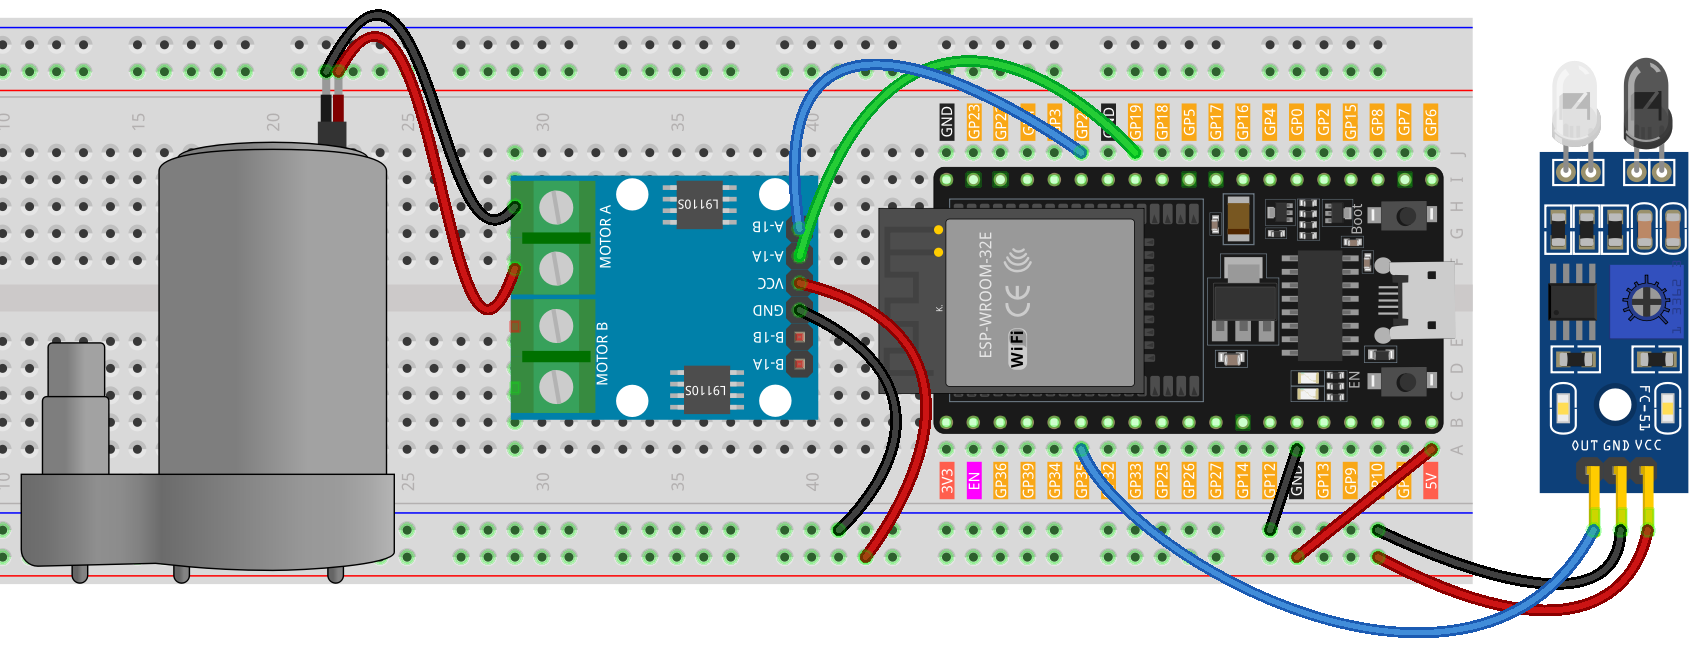 10 15 20 25 30 35 40
GND GP23 GP3 GND GP19 GP18 GP5 GP17 GP16 GP4 GP0 GP2 GP15 GP8 GP7 GP6
J
I
H
G
F
E
D
C
B
A
MOTOR A
MOTOR B
L9110S
L9110S
A-1B
A-1A
VCC
GND
B-1B
B-1A
ESP-WROOM-32E
CE
WiFi
K.
Boot
EN
3V3 EN GP36 GP39 GP34 GP35 GP32 GP33 GP25 GP26 GP27 GP14 GP12 GND GP13 GP9 GP10 5V
10 25 30 35 40
3362
FC-51
OUT GND VCC